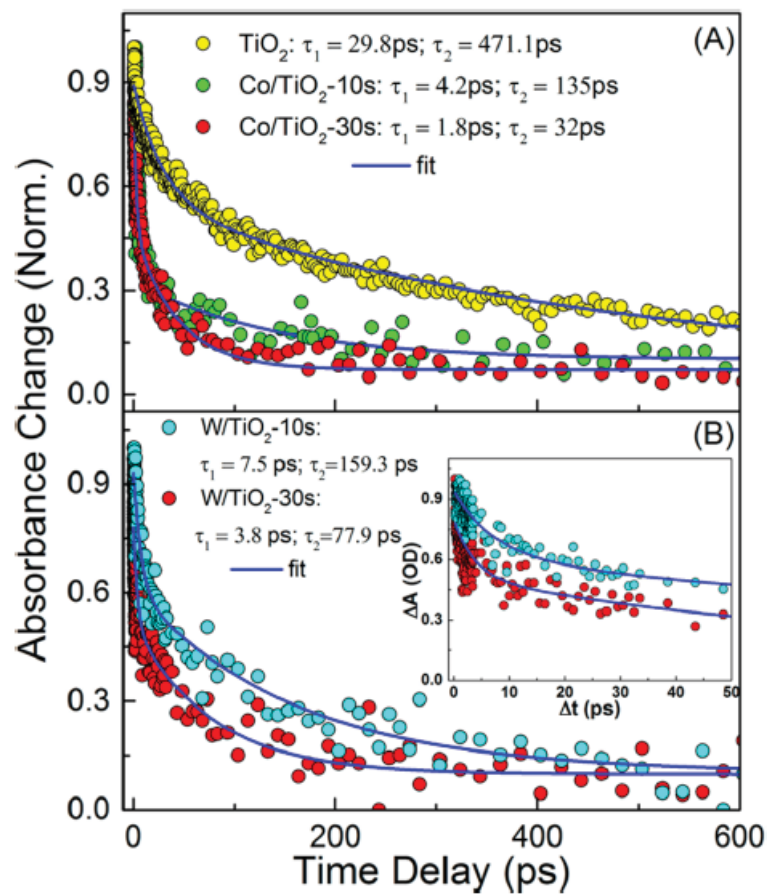 (A)
TiO₂: τ₁ = 29.8ps; τ₂ = 471.1ps
Co/TiO₂-10s: τ₁ = 4.2ps; τ₂ = 135ps
Co/TiO₂-30s: τ₁ = 1.8ps; τ₂ = 32ps
fit
0.9
0.6
0.3
0.0
Absorbance Change (Norm.)
(B)
W/TiO₂-10s:
τ₁ = 7.5 ps; τ₂=159.3 ps
W/TiO₂-30s:
τ₁ = 3.8 ps; τ₂=77.9 ps
fit
0.9
0.6
0.3
0.0
ΔA (OD)
0.9
0.6
0.3
0.0
0 10 20 30 40 50
Δt (ps)
0 200 400 600
Time Delay (ps)